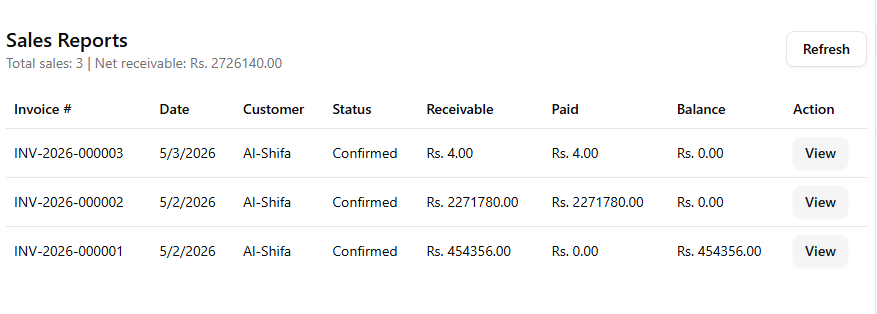 Sales Reports
Total sales: 3 | Net receivable: Rs. 2726140.00
Refresh
Invoice # Date Customer Status Receivable Paid Balance Action
INV-2026-000003 5/3/2026 Al-Shifa Confirmed Rs. 4.00 Rs. 4.00 Rs. 0.00 View
INV-2026-000002 5/2/2026 Al-Shifa Confirmed Rs. 2271780.00 Rs. 2271780.00 Rs. 0.00 View
INV-2026-000001 5/2/2026 Al-Shifa Confirmed Rs. 454356.00 Rs. 0.00 Rs. 454356.00 View